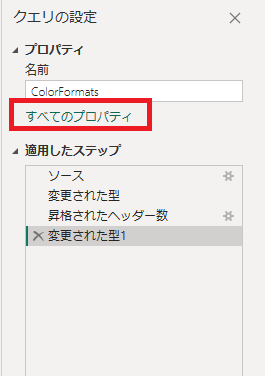 クエリの設定
プロパティ
名前
ColorFormats
すべてのプロパティ
適用したステップ
ソース
変更された型
昇格されたヘッダー数
変更された型1